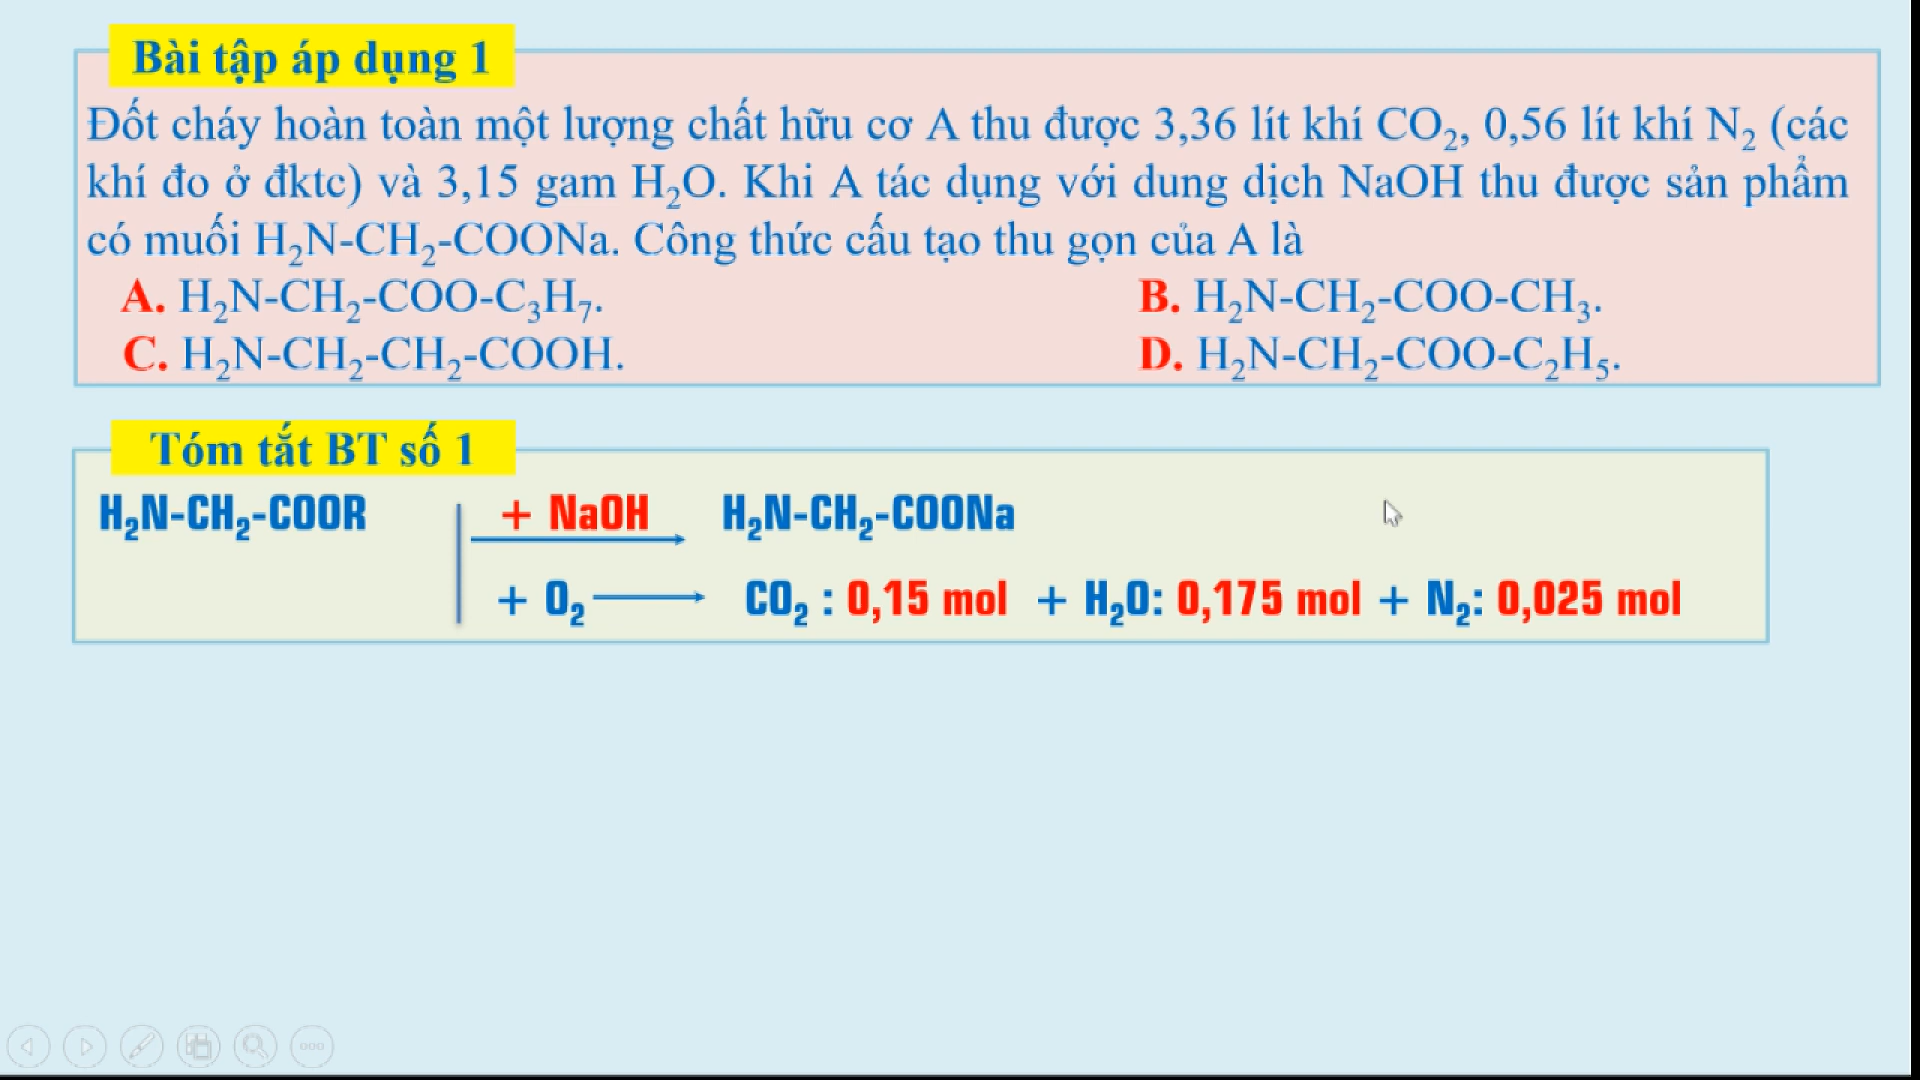 Bài tập áp dụng 1
Đốt cháy hoàn toàn một lượng chất hữu cơ A thu được 3,36 lít khí CO₂, 0,56 lít khí N₂ (các
khí đo ở đktc) và 3,15 gam H₂O. Khi A tác dụng với dung dịch NaOH thu được sản phẩm
có muối H₂N-CH₂-COONa. Công thức cấu tạo thu gọn của A là
A. H₂N-CH₂-COO-C₃H₇. B. H₂N-CH₂-COO-CH₃.
C. H₂N-CH₂-CH₂-COOH. D. H₂N-CH₂-COO-C₂H₅.
Tóm tắt BT số 1
H₂N-CH₂-COOR + NaOH H₂N-CH₂-COONa
+ O₂ CO₂ : 0,15 mol + H₂O: 0,175 mol + N₂: 0,025 mol